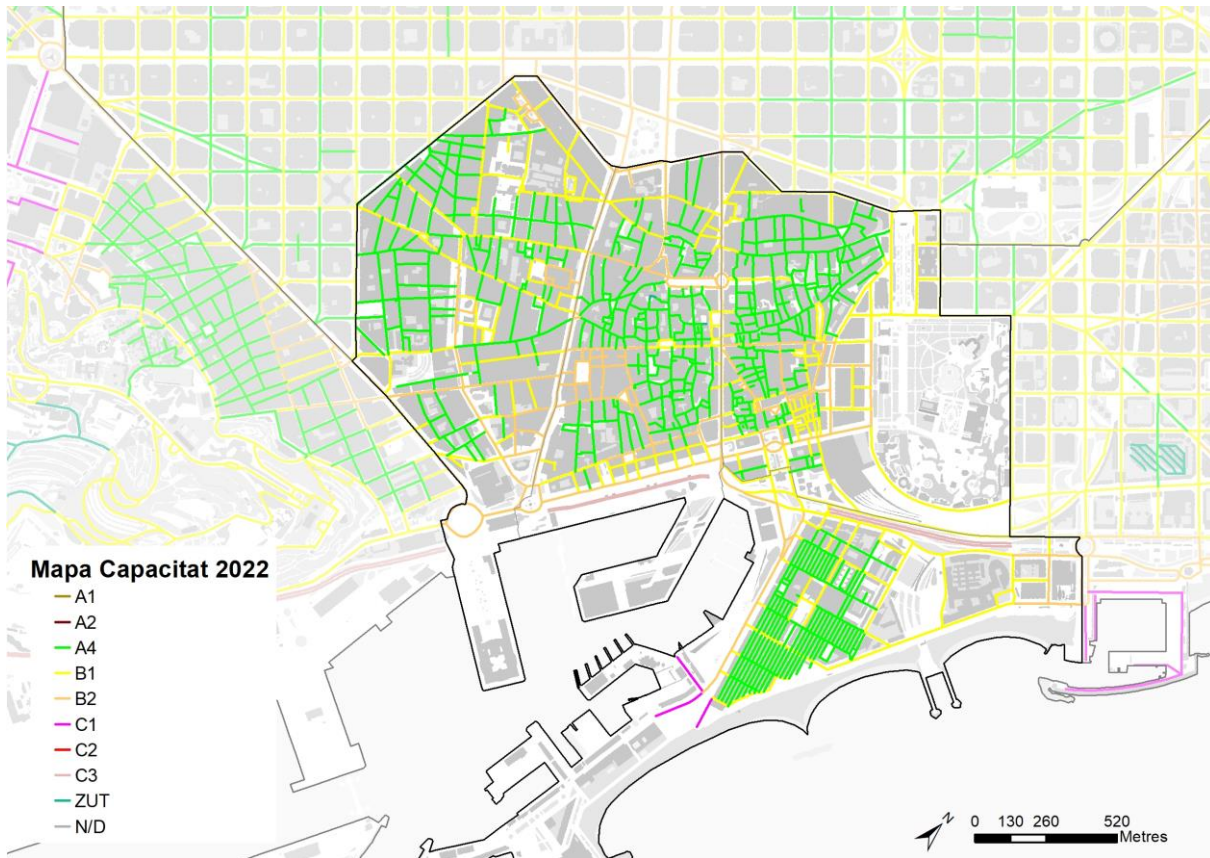 Mapa Capacitat 2022
A1
A2
A4
B1
B2
C1
C2
C3
ZUT
N/D
0 130 260 520
Metres